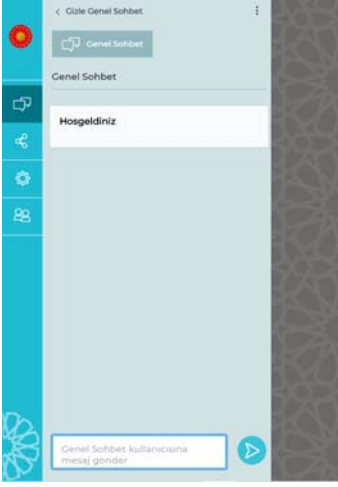 Gizle Genel Sohbet
Genel Sohbet
Genel Sohbet
Hosgeldiniz
Genel Sohbet kullanıcısına
mesaj gönder